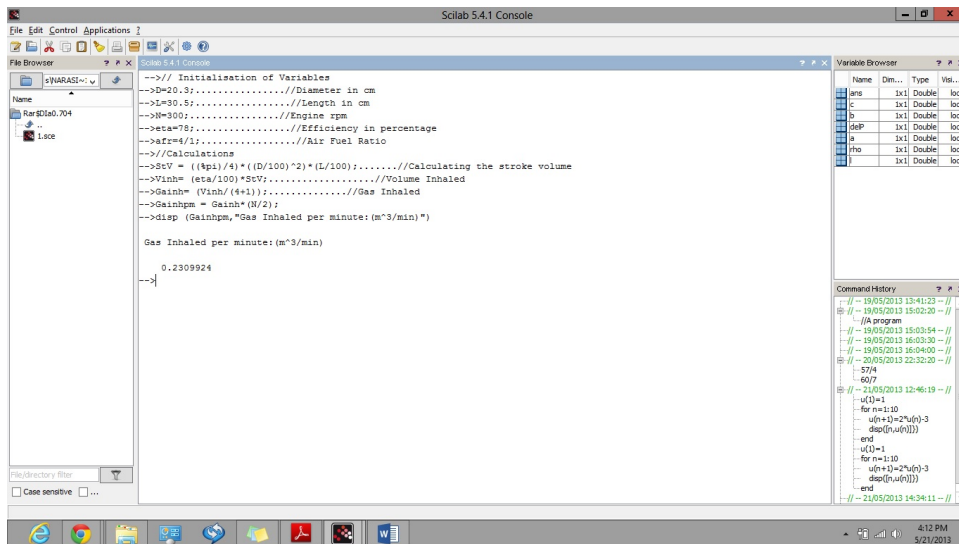 Scilab 5.4.1 Console
File Edit Control Applications ?
File Browser
s\NARASI~:
Name
Rar$DIa0.704
..
1.sce
File/directory filter
Case sensitive ...
Scilab 5.4.1 Console
-->// Initialisation of Variables
-->D=20.3;................//Diameter in cm
-->L=30.5;................//Length in cm
-->N=300;................//Engine rpm
-->eta=78;................//Efficiency in percentage
-->afr=4/1;................//Air Fuel Ratio
-->//Calculations
-->StV = ((%pi)/4)*((D/100)^2)*(L/100);.......//Calculating the stroke volume
-->Vinh= (eta/100)*StV;...................//Volume Inhaled
-->Gainh= (Vinh/(4+1));..............//Gas Inhaled
-->Gainhpm = Gainh*(N/2);
-->disp (Gainhpm,"Gas Inhaled per minute:(m^3/min)")
Gas Inhaled per minute:(m^3/min)
0.2309924
-->
Variable Browser
Name Dim... Type Visi...
ans 1x1 Double loc
c 1x1 Double loc
b 1x1 Double loc
delP 1x1 Double loc
a 1x1 Double loc
rho 1x1 Double loc
l 1x1 Double loc
Command History
// -- 19/05/2013 13:41:23 -- //
// -- 19/05/2013 15:02:20 -- //
//A program
// -- 19/05/2013 15:03:54 -- //
// -- 19/05/2013 16:03:30 -- //
// -- 19/05/2013 16:04:00 -- //
// -- 20/05/2013 22:32:20 -- //
57/4
60/7
// -- 21/05/2013 12:46:19 -- //
u(1)=1
for n=1:10
u(n+1)=2*u(n)-3
disp([n,u(n)])
end
u(1)=1
for n=1:10
u(n+1)=2*u(n)-3
disp([n,u(n)])
end
// -- 21/05/2013 14:34:11 -- //
4:12 PM
5/21/2013